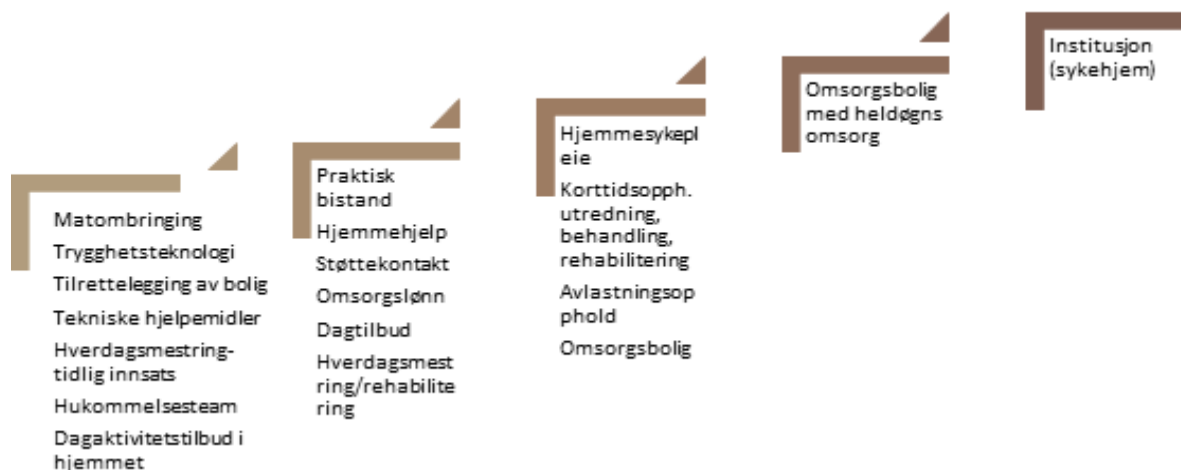 Matombringing
Trygghetsteknologi
Tilrettelegging av bolig
Tekniske hjelpemidler
Hverdagsmestring-
tidlig innsats
Hukommelsesteam
Dagaktivitetstilbud i
hjemmet
Praktisk
bistand
Hjemmehjelp
Støttekontakt
Omsorgslønn
Dagtilbud
Hverdagsmest
ring/rehabilite
ring
Hjemmesykepl
eie
Korttidsopph.
utredning,
behandling,
rehabilitering
Avlastningsop
phold
Omsorgsbolig
Omsorgsbolig
med heldøgns
omsorg
Institusjon
(sykehjem)